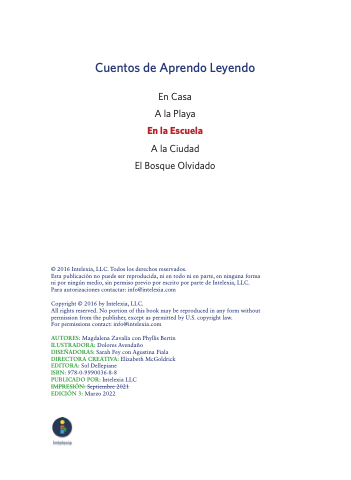 Cuentos de Aprendo Leyendo
En Casa
A la Playa
En la Escuela
A la Ciudad
El Bosque Olvidado
© 2016 Intelexia, LLC. Todos los derechos reservados.
Esta publicación no puede ser reproducida, ni en todo ni en parte, en ninguna forma
ni por ningún medio, sin permiso previo por escrito por parte de Intelexia, LLC.
Para autorizaciones contactar: info@intelexia.com
Copyright © 2016 by Intelexia, LLC.
All rights reserved. No portion of this book may be reproduced in any form without
permission from the publisher, except as permitted by U.S. copyright law.
For permissions contact: info@intelexia.com
AUTORES: Magdalena Zavalía con Phyllis Bertin
ILUSTRADORA: Dolores Avendaño
DISEÑADORAS: Sarah Foy con Agustina Fiala
DIRECTORA CREATIVA: Elizabeth McGoldrick
EDITORA: Sol Dellepiane
ISBN: 978-0-9990036-8-8
PUBLICADO POR: Intelexia LLC
IMPRESIÓN: Septiembre 2021
EDICIÓN 3: Marzo 2022
Intelexia